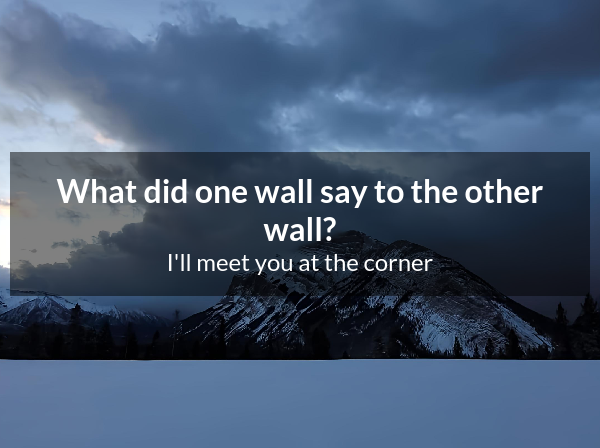 What did one wall say to the other
wall?
I'll meet you at the corner